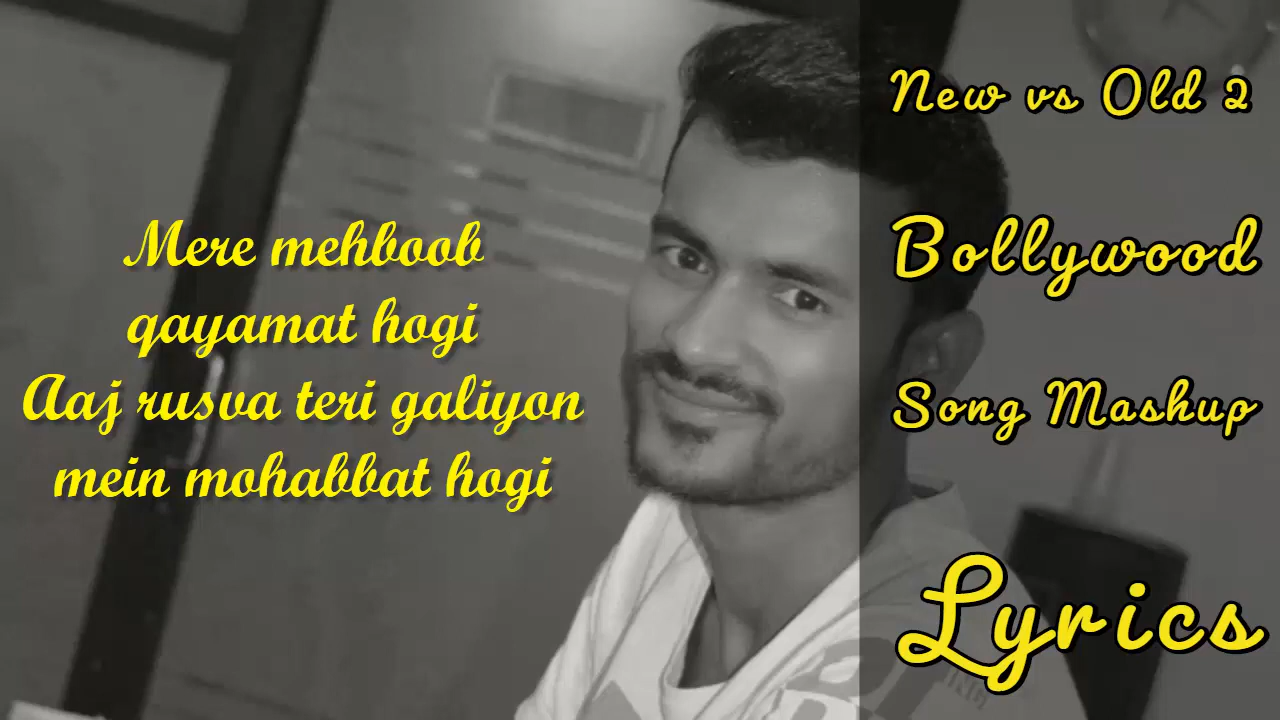 Mere mehboob
qayamat hogi
Aaj rusva teri galiyon
mein mohabbat hogi
New vs Old 2
Bollywood
Song Mashup
Lyrics